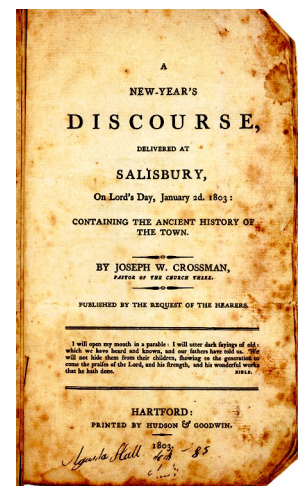 A
NEW-YEAR'S
DISCOURSE,
DELIVERED AT
SALISBURY,
On Lord's Day, January 2d. 1803:
CONTAINING THE ANCIENT HISTORY OF
THE TOWN.
BY JOSEPH W. CROSSMAN,
PASTOR OF THE CHURCH THERE.
PUBLISHED BY THE REQUEST OF THE HEARERS.
I will open my mouth in a parable: I will utter dark ſayings of old:
which we have heard and known, and our fathers have told us. We
will not hide them from their children, ſhowing to the generation to
come the praiſes of the Lord, and his ſtrength, and his wonderful works
that he hath done. BIBLE.
HARTFORD:
PRINTED BY HUDSON & GOODWIN.
1803.